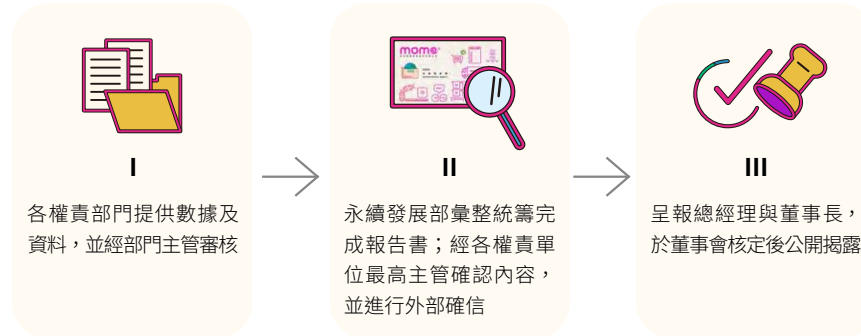 momo
I
各權責部門提供數據及
資料，並經部門主管審核
II
永續發展部彙整統籌完
成報告書；經各權責單
位最高主管確認內容，
並進行外部確信
III
呈報總經理與董事長，
於董事會核定後公開揭露